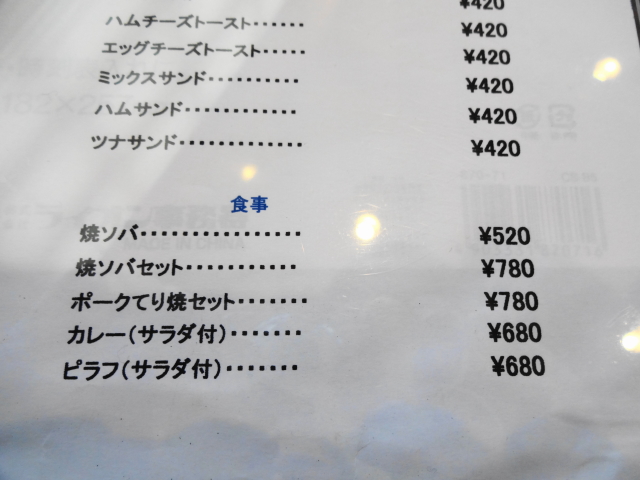 ¥420
ハムチーズトースト・・・・・・ ¥420
エッグチーズトースト・・・・・ ¥420
ミックスサンド・・・・・・・・・ ¥420
ハムサンド・・・・・・・・・・・・ ¥420
ツナサンド・・・・・・・・・・・・・ ¥420
食事
焼ソバ・・・・・・・・・・・・・・・・・ ¥520
焼ソバセット・・・・・・・・・・・ ¥780
ポークてり焼セット・・・・・・・ ¥780
カレー(サラダ付)・・・・・・・ ¥680
ピラフ(サラダ付)・・・・・・・ ¥680
MADE IN CHINA